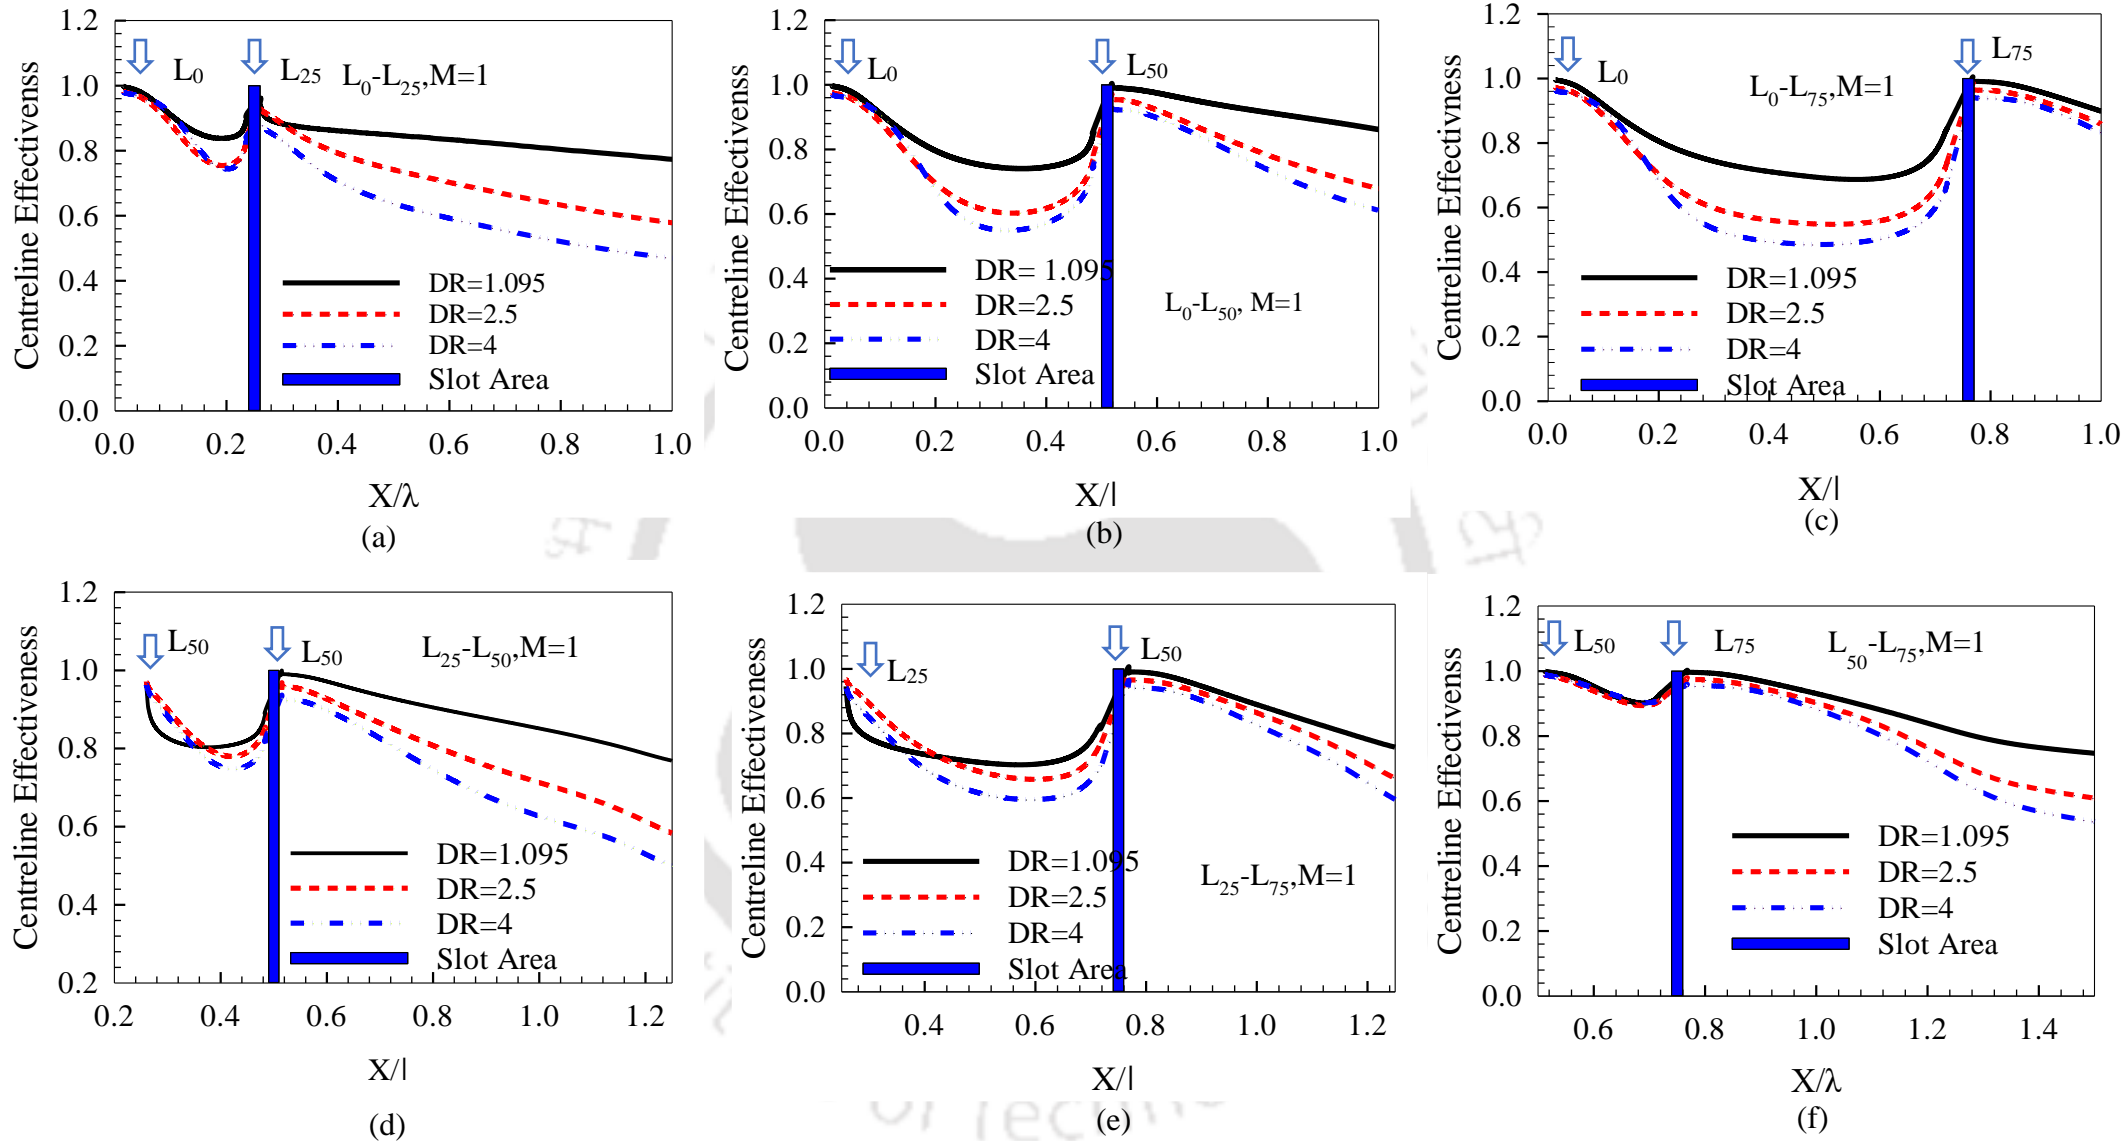 1.2
1.0
0.8
0.6
0.4
0.2
0.0
Centreline Effectivenss
L0
L25
L0-L25,M=1
DR=1.095
DR=2.5
DR=4
Slot Area
0.0 0.2 0.4 0.6 0.8 1.0
X/λ
(a)
1.2
1.0
0.8
0.6
0.4
0.2
0.0
Centreline Effectivenss
L0
L50
DR= 1.095
DR=2.5
DR=4
Slot Area
L0-L50, M=1
0.0 0.2 0.4 0.6 0.8 1.0
X/l
(b)
1.2
1.0
0.8
0.6
0.4
0.2
0.0
Centreline Effectivness
L0
L75
L0-L75,M=1
DR=1.095
DR=2.5
DR=4
Slot Area
0.0 0.2 0.4 0.6 0.8 1.0
X/l
(c)
1.2
1.0
0.8
0.6
0.4
0.2
Centreline Effectiveness
L50
L50
L25-L50,M=1
DR=1.095
DR=2.5
DR=4
Slot Area
0.2 0.4 0.6 0.8 1.0 1.2
X/l
(d)
1.2
1.0
0.8
0.6
0.4
0.2
0.0
Centreline Effectiveness
L25
L50
DR=1.095
DR=2.5
DR=4
Slot Area
L25-L75,M=1
0.4 0.6 0.8 1.0 1.2
X/l
(e)
1.2
1.0
0.8
0.6
0.4
0.2
0.0
Centreline Effectiveness
L50
L75
L50-L75,M=1
DR=1.095
DR=2.5
DR=4
Slot Area
0.6 0.8 1.0 1.2 1.4
X/λ
(f)